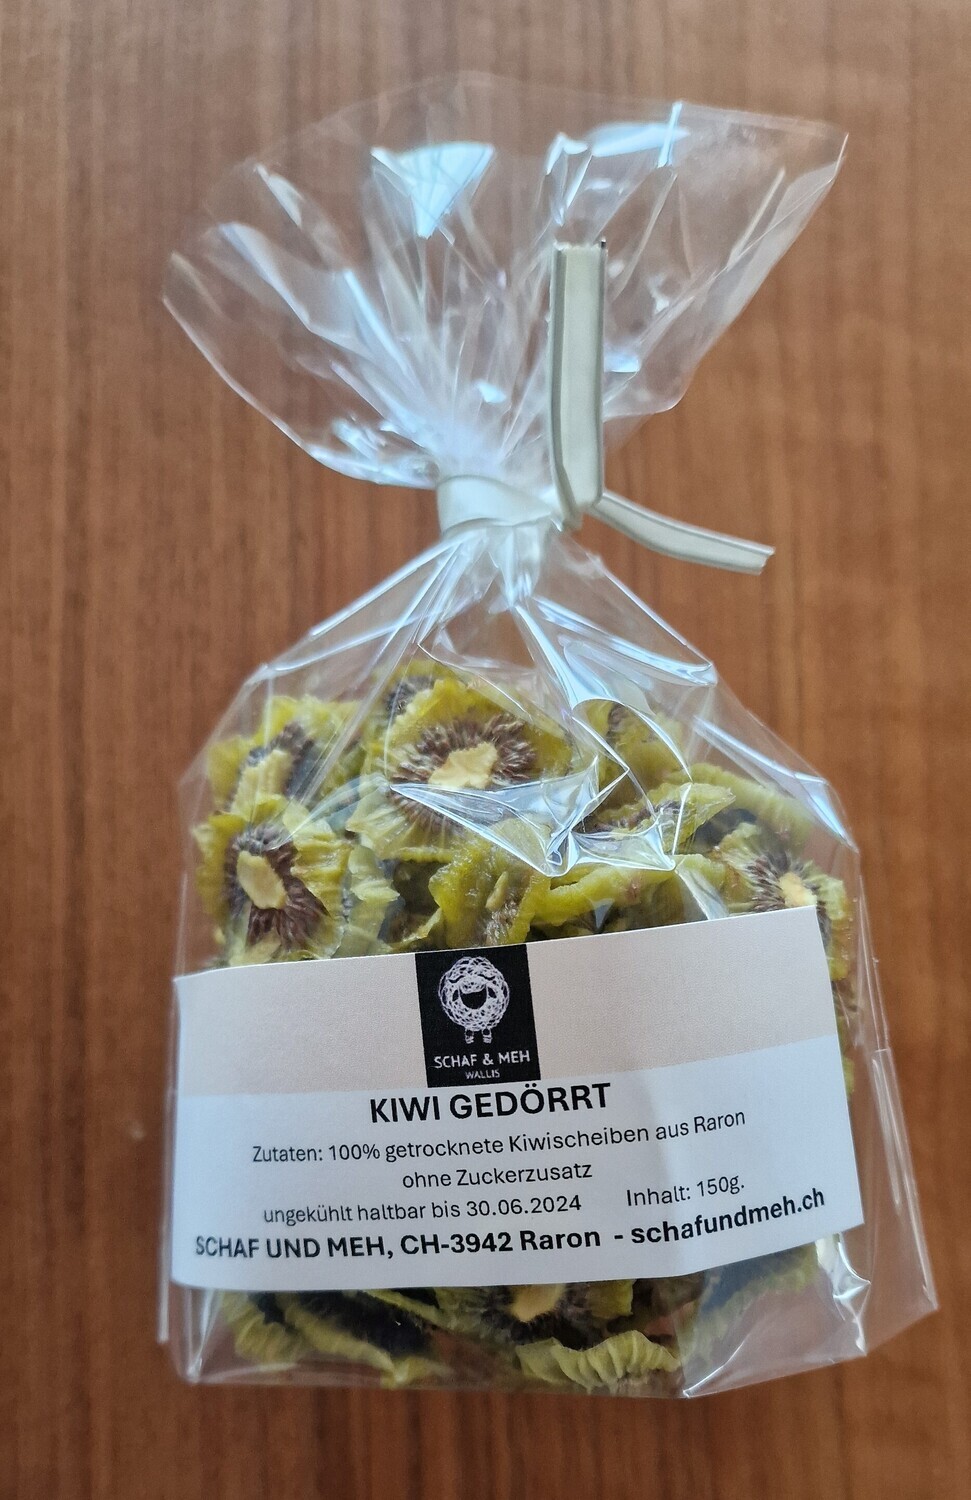 SCHAF & MEH
WALLIS
KIWI GEDÖRRT
Zutaten: 100% getrocknete Kiwischeiben aus Raron
ohne Zuckerzusatz
ungekühlt haltbar bis 30.06.2024 Inhalt: 150g.
SCHAF UND MEH, CH-3942 Raron - schafundmeh.ch